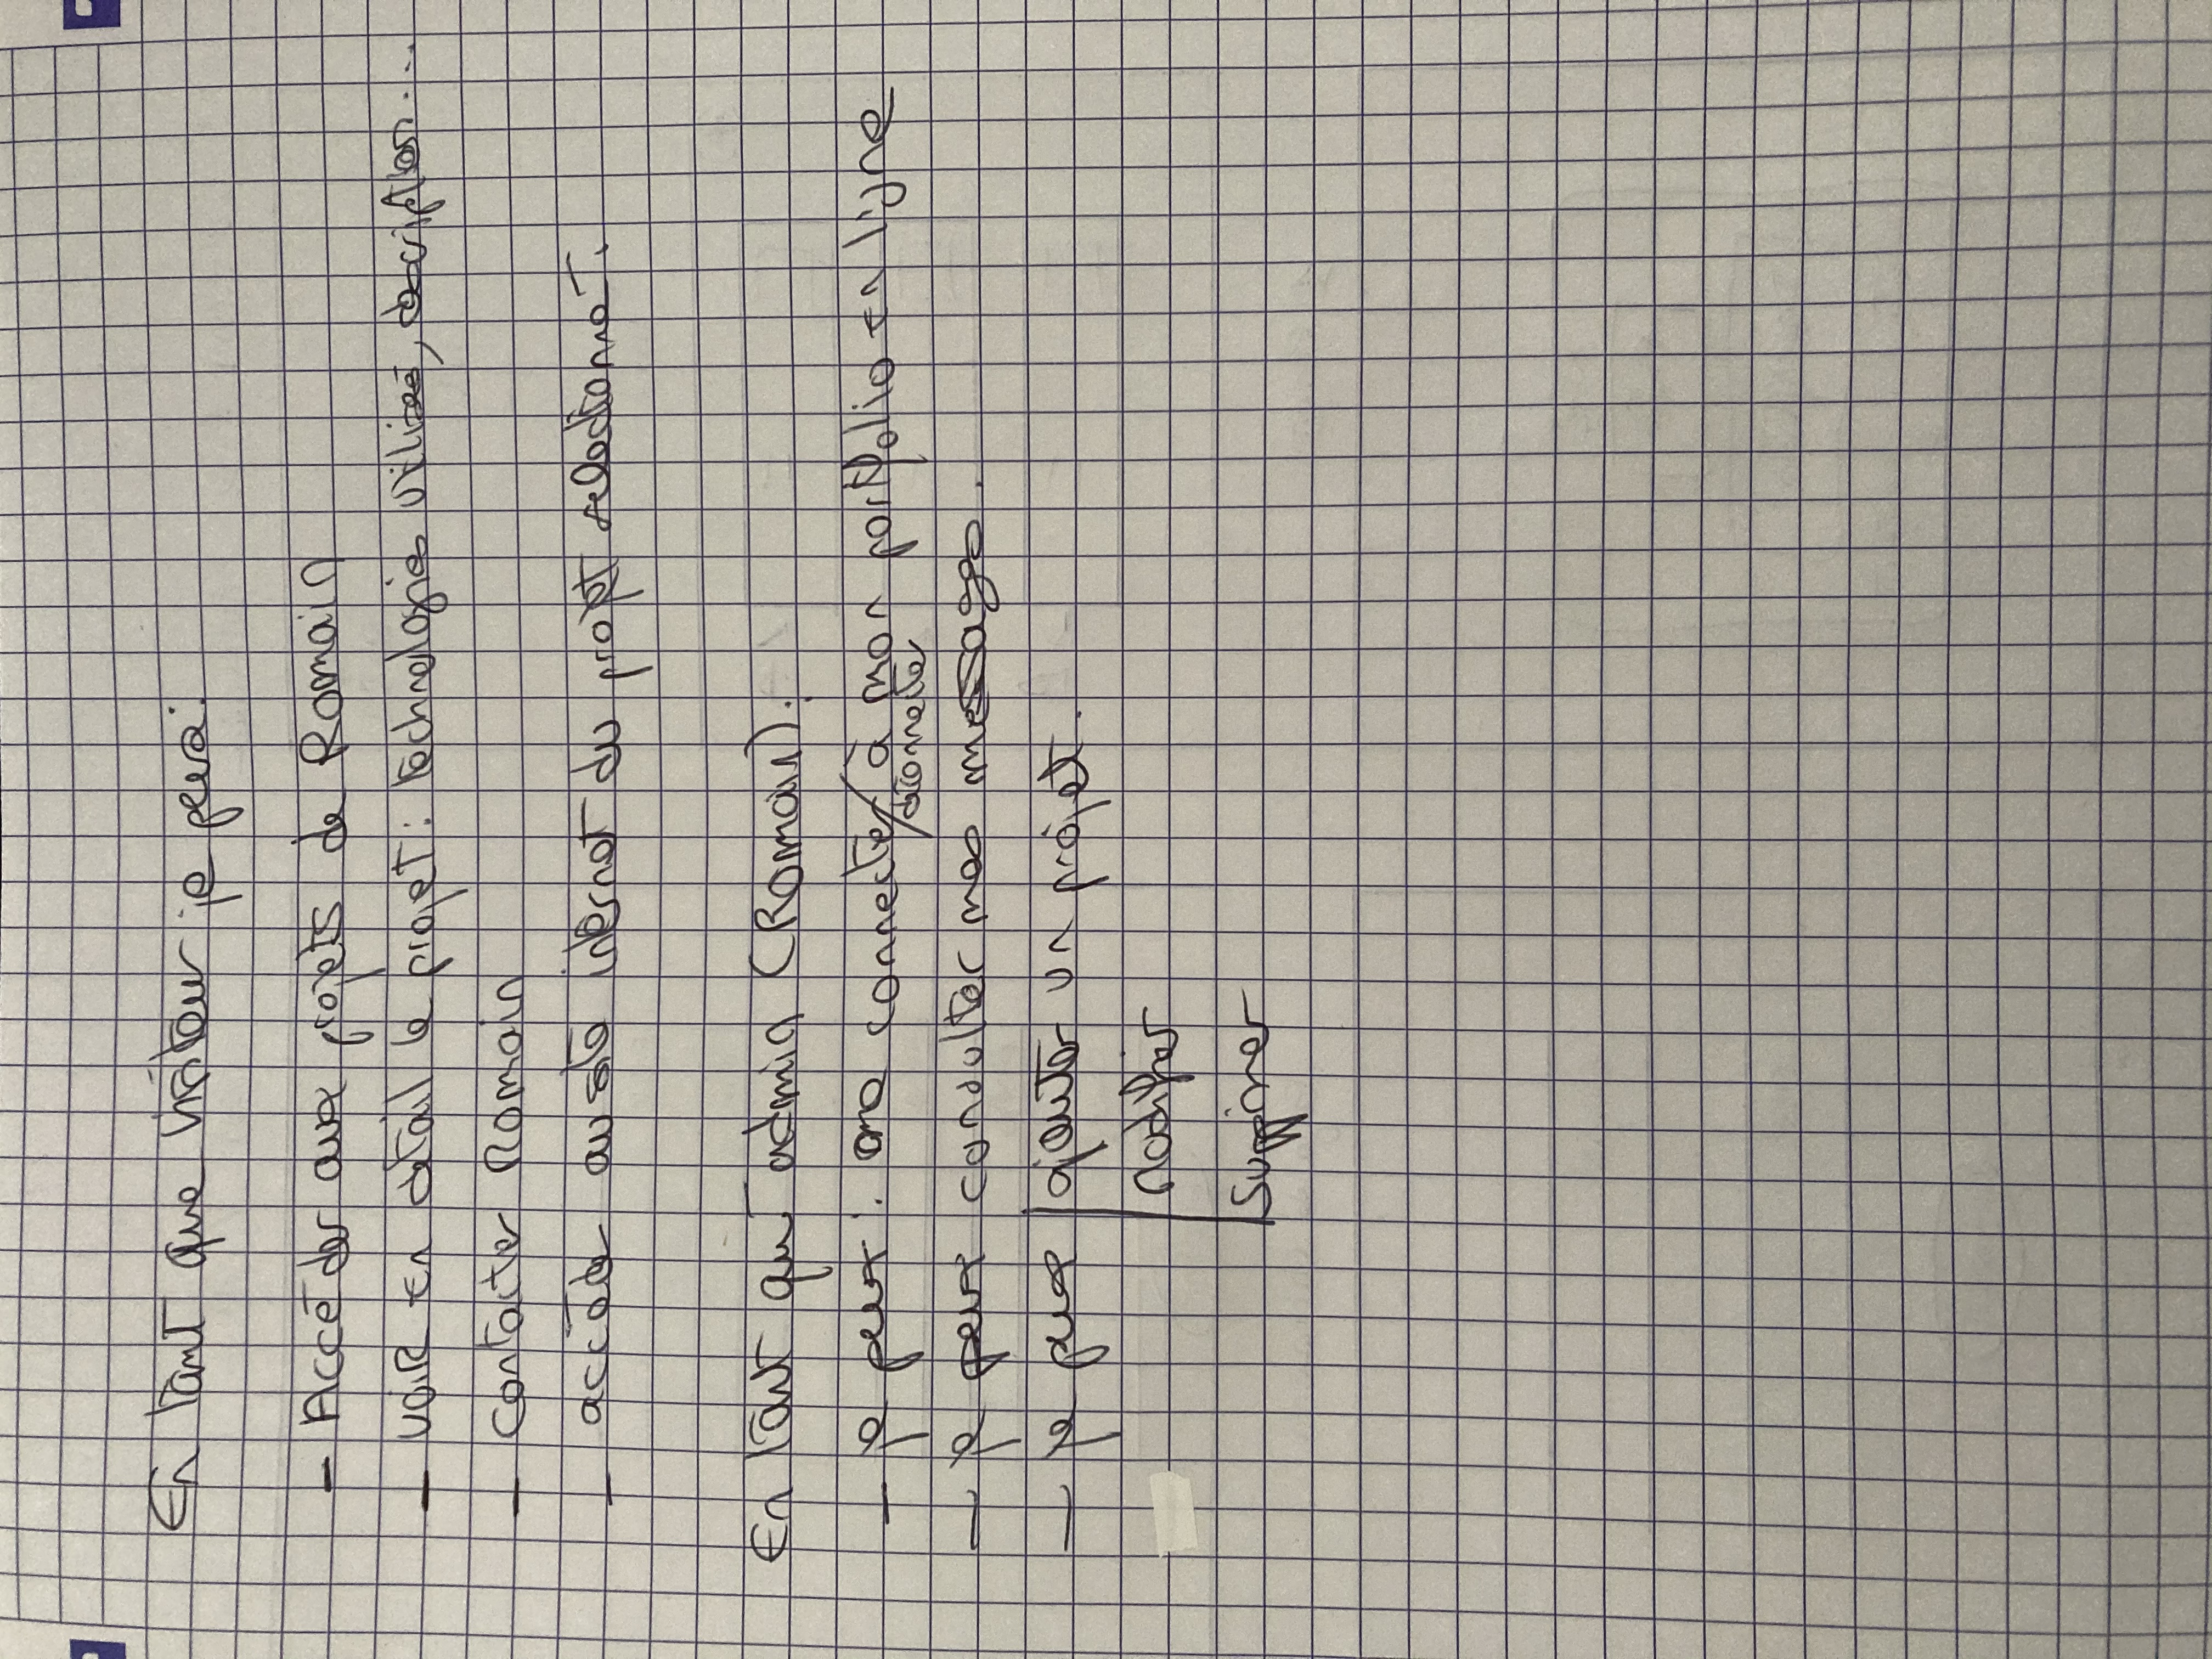 En tant que visiteur je peux :
- Accéder aux projets de Romain
- voir en détail le projet : technologies utilisés, description...
- contacter Romain
- accéder au site internet du projet selectionné.
En tant qu'admin (Romain) :
- je peux : me connecter / à mon portfolio en ligne
déconnecter
- je peux consulter mes messages.
- je peux | ajouter un projet.
modifier
supprimer